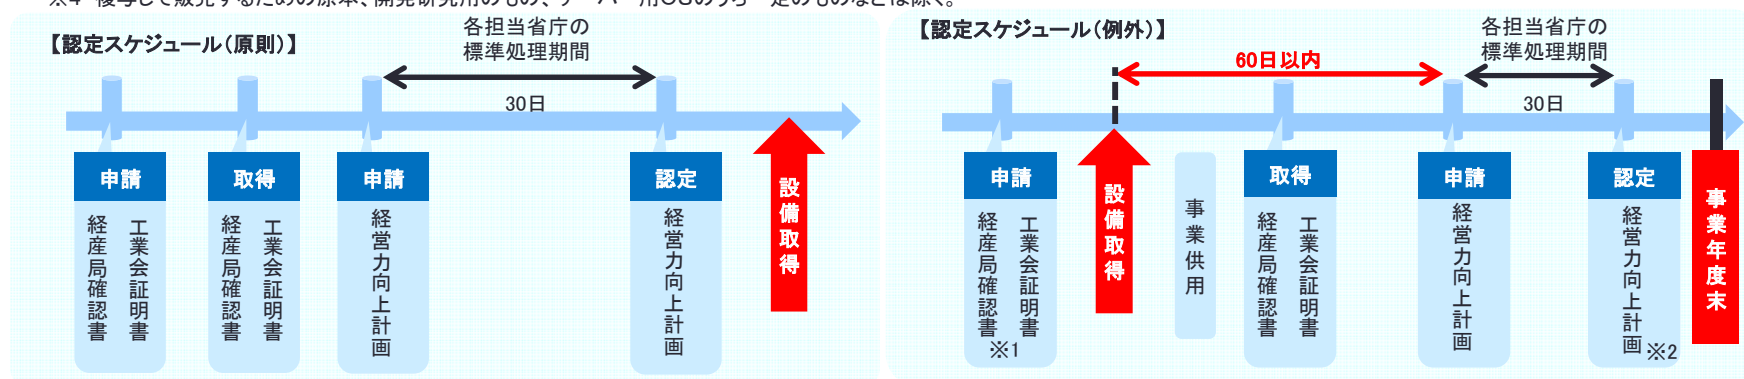 【認定スケジュール（原則）】
各担当省庁の
標準処理期間
30日
申請
工業会証明書
経産局確認書
取得
工業会証明書
経産局確認書
申請
経営力向上計画
認定
経営力向上計画
設備取得
【認定スケジュール（例外）】
60日以内
各担当省庁の
標準処理期間
30日
申請
工業会証明書
経産局確認書
※1
設備取得
事業供用
取得
工業会証明書
経産局確認書
申請
経営力向上計画
認定
経営力向上計画
※2
事業年度末